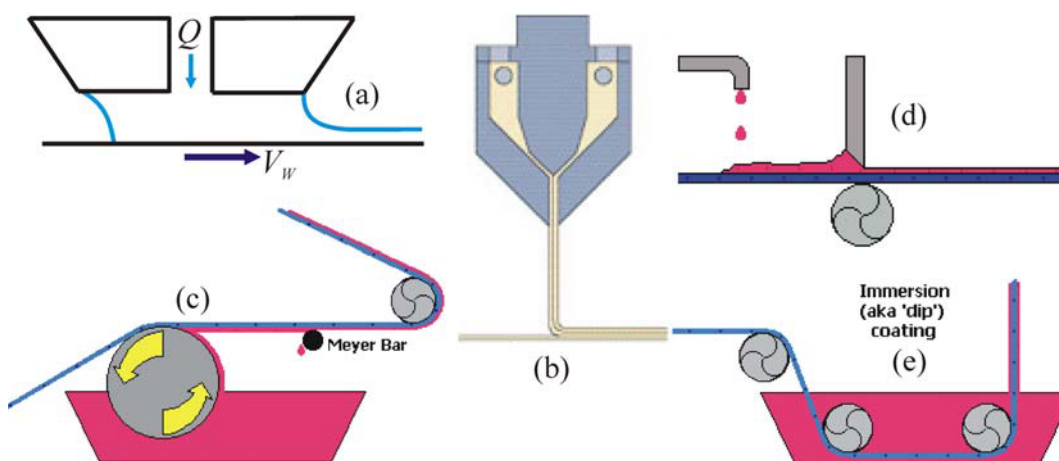 Q
(a)
V_W
(b)
(c)
Meyer Bar
(d)
Immersion
(aka 'dip')
coating
(e)